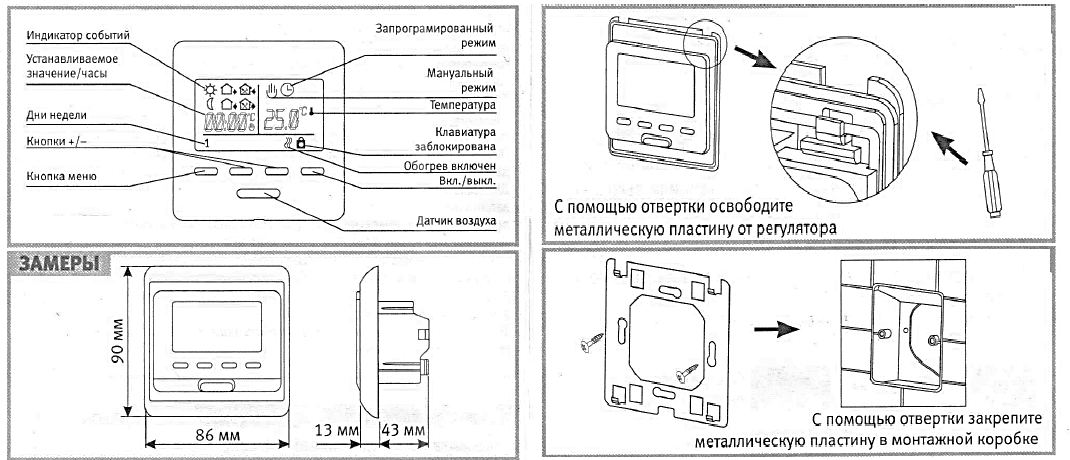 Индикатор событий
Устанавливаемое
значение/часы
Дни недели
Кнопки +/–
Кнопка меню
Запрограмированный
режим
Мануальный
режим
Температура
Клавиатура
заблокирована
Обогрев включен
Вкл./выкл.
Датчик воздуха
00:00
25.0°C
1
ЗАМЕРЫ
90 мм
86 мм
13 мм
43 мм
С помощью отвертки освободите
металлическую пластину от регулятора
С помощью отвертки закрепите
металлическую пластину в монтажной коробке